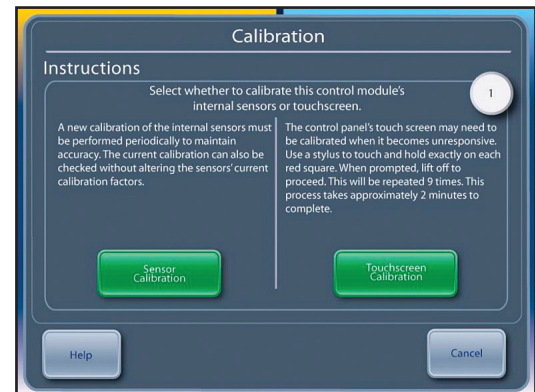 Calibration
Instructions
Select whether to calibrate this control module's
internal sensors or touchscreen.
1
A new calibration of the internal sensors must
be performed periodically to maintain
accuracy. The current calibration can also be
checked without altering the sensors' current
calibration factors.
The control panel's touch screen may need to
be calibrated when it becomes unresponsive.
Use a stylus to touch and hold exactly on each
red square. When prompted, lift off to
proceed. This will be repeated 9 times. This
process takes approximately 2 minutes to
complete.
Sensor
Calibration
Touchscreen
Calibration
Help
Cancel